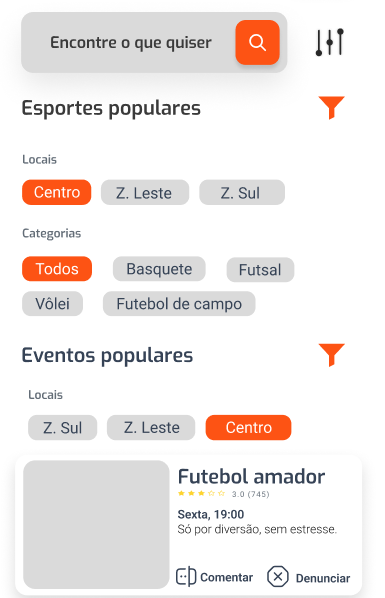 Encontre o que quiser
Esportes populares
Locais
Centro Z. Leste Z. Sul
Categorias
Todos Basquete Futsal
Vôlei Futebol de campo
Eventos populares
Locais
Z. Sul Z. Leste Centro
Futebol amador
3.0 (745)
Sexta, 19:00
Só por diversão, sem estresse.
Comentar Denunciar